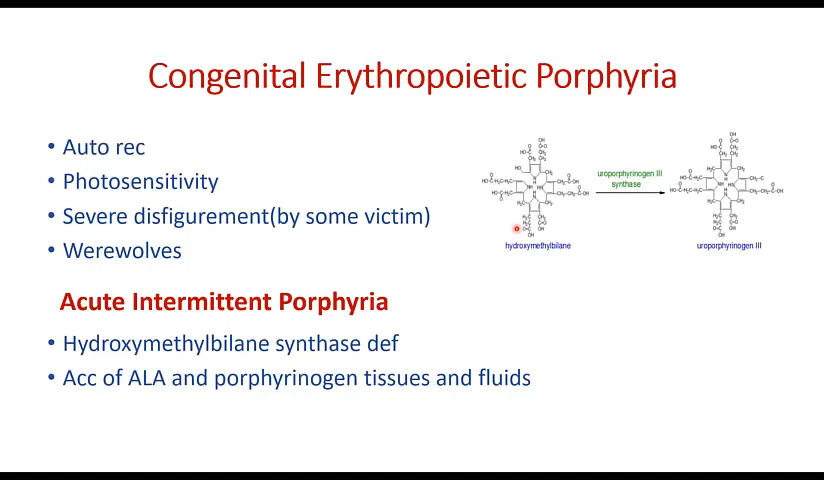 Congenital Erythropoietic Porphyria
• Auto rec
• Photosensitivity
• Severe disfigurement(by some victim)
• Werewolves
uroporphyrinogen III
synthase
hydroxymethylbilane
uroporphyrinogen III
Acute Intermittent Porphyria
• Hydroxymethylbilane synthase def
• Acc of ALA and porphyrinogen tissues and fluids